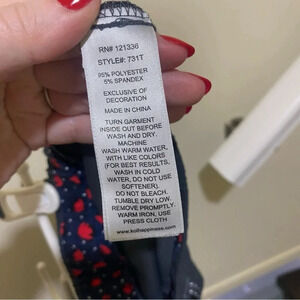 RN# 121336
STYLE#: 731T
95% POLYESTER
5% SPANDEX
EXCLUSIVE OF
DECORATION
MADE IN CHINA
TURN GARMENT
INSIDE OUT BEFORE
WASH AND DRY.
MACHINE
WASH WARM WATER,
WITH LIKE COLORS
(FOR BEST RESULTS,
WASH IN COLD
WATER, DO NOT USE
SOFTENER).
DO NOT BLEACH.
TUMBLE DRY LOW.
REMOVE PROMPTLY.
WARM IRON, USE
PRESS CLOTH
www.kolhappiness.com